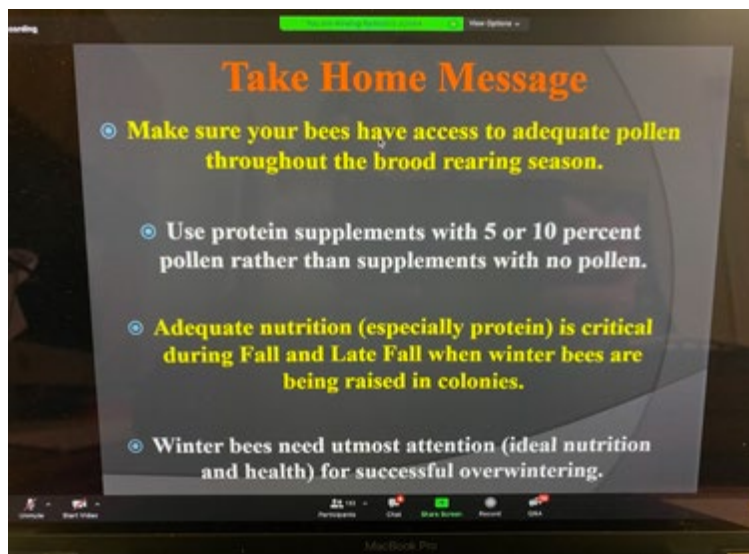 View Options
Take Home Message
Make sure your bees have access to adequate pollen
throughout the brood rearing season.
Use protein supplements with 5 or 10 percent
pollen rather than supplements with no pollen.
Adequate nutrition (especially protein) is critical
during Fall and Late Fall when winter bees are
being raised in colonies.
Winter bees need utmost attention (ideal nutrition
and health) for successful overwintering.
Unmute Start Video Participants Chat Share Screen Record Q&A
MacBook Pro